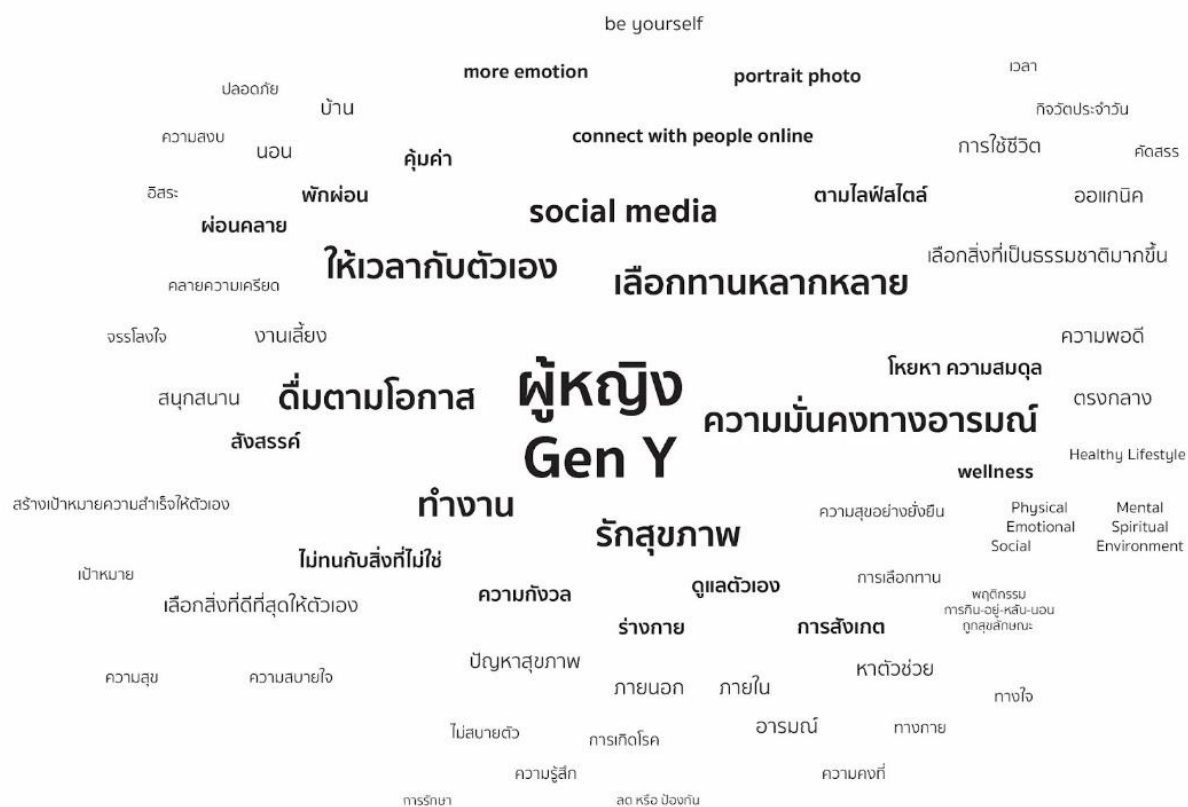 be yourself
more emotion
portrait photo
เวลา
ปลอดภัย
บ้าน
กิจวัตประจำวัน
ความสงบ
นอน
คุ้มค่า
connect with people online
การใช้ชีวิต
คัดสรร
อิสระ
พักผ่อน
social media
ตามไลฟ์สไตล์
ออแกนิค
ผ่อนคลาย
ให้เวลากับตัวเอง
เลือกทานหลากหลาย
เลือกสิ่งที่เป็นธรรมชาติมากขึ้น
คลายความเครียด
จรรโลงใจ
งานเลี้ยง
ความพอดี
ผู้หญิง
Gen Y
โหยหา ความสมดุล
สนุกสนาน
ดื่มตามโอกาส
ความมั่นคงทางอารมณ์
ตรงกลาง
สังสรรค์
Healthy Lifestyle
wellness
สร้างเป้าหมายความสำเร็จให้ตัวเอง
ทำงาน
รักสุขภาพ
ความสุขอย่างยั่งยืน
Physical
Emotional
Social
Mental
Spiritual
Environment
ไม่ทนกับสิ่งที่ไม่ใช่
เป้าหมาย
เลือกสิ่งที่ดีที่สุดให้ตัวเอง
ความกังวล
ดูแลตัวเอง
การเลือกทาน
พฤติกรรม
การกิน-อยู่-หลับ-นอน
ถูกสุขลักษณะ
ร่างกาย
การสังเกต
ความสุข
ความสบายใจ
ปัญหาสุขภาพ
ภายนอก
ภายใน
หาตัวช่วย
ทางใจ
ไม่สบายตัว
การเกิดโรค
อารมณ์
ทางกาย
ความรู้สึก
ความคงที่
การรักษา
ลด หรือ ป้องกัน